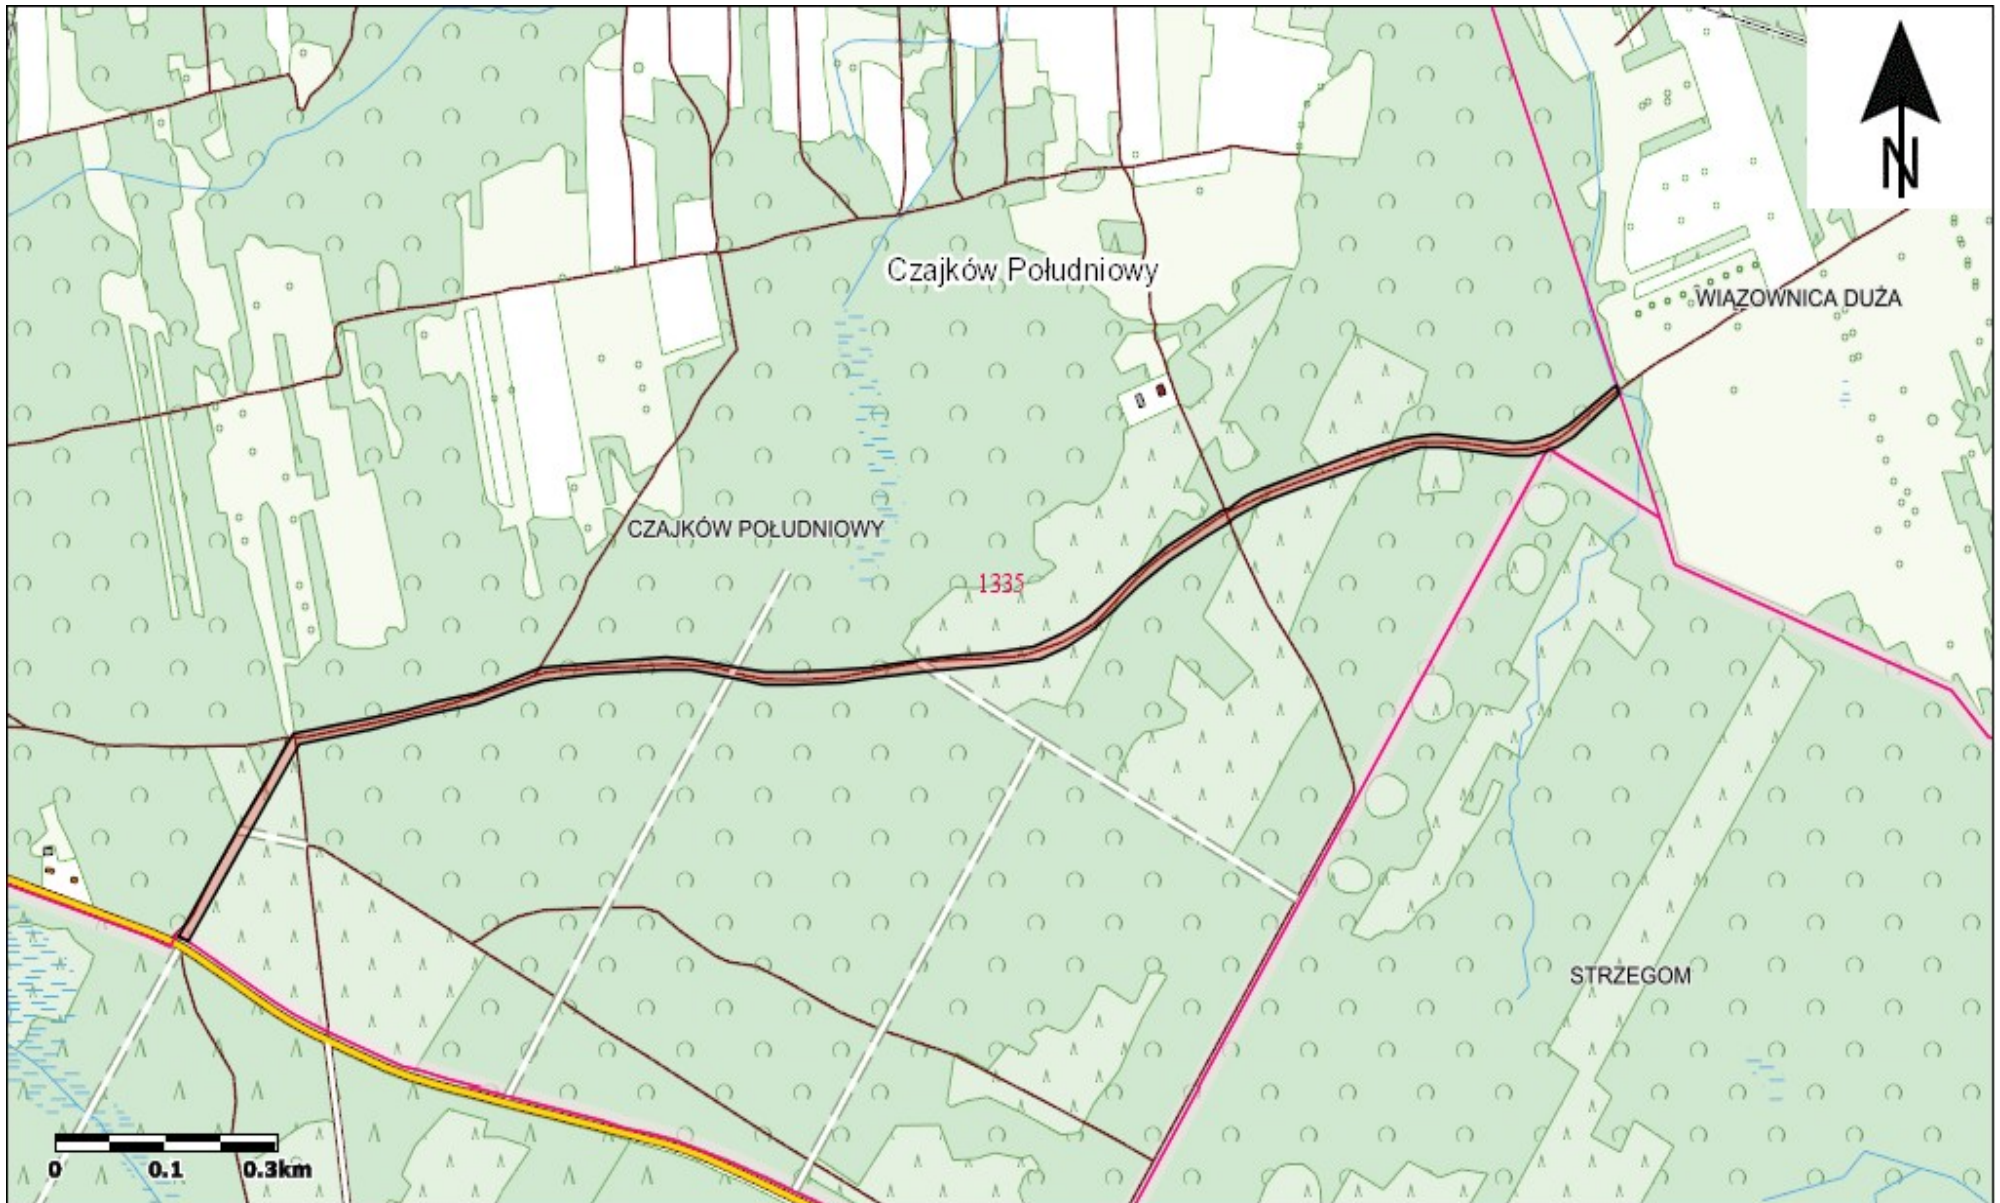 N
Czajków Południowy
WIĄZOWNICA DUŻA
CZAJKÓW POŁUDNIOWY
1335
STRZEGOM
0 0.1 0.3km